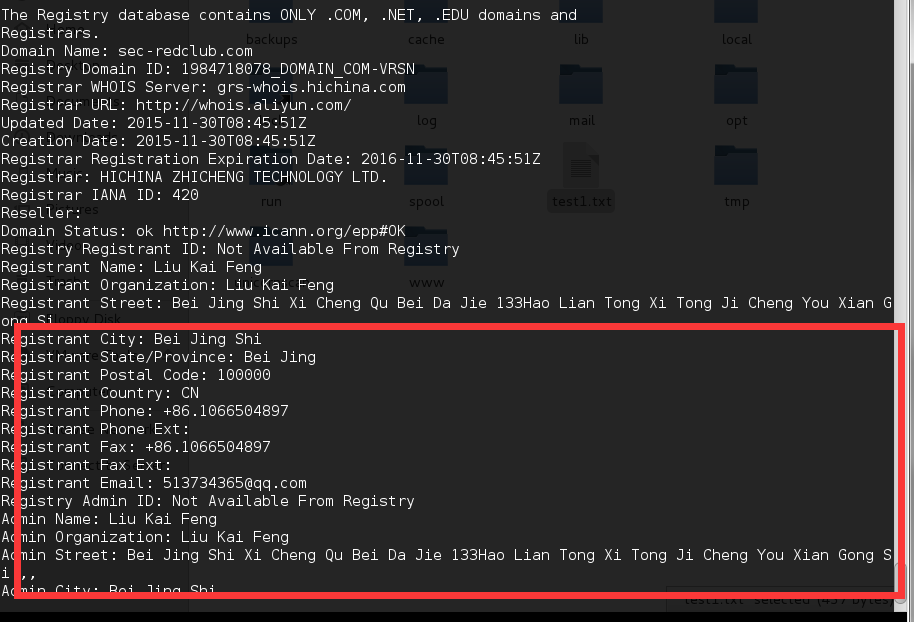 The Registry database contains ONLY .COM, .NET, .EDU domains and
Registrars.
Domain Name: sec-redclub.com
Registry Domain ID: 1984718078_DOMAIN_COM-VRSN
Registrar WHOIS Server: grs-whois.hichina.com
Registrar URL: http://whois.aliyun.com/
Updated Date: 2015-11-30T08:45:51Z
Creation Date: 2015-11-30T08:45:51Z
Registrar Registration Expiration Date: 2016-11-30T08:45:51Z
Registrar: HICHINA ZHICHENG TECHNOLOGY LTD.
Registrar IANA ID: 420
Reseller:
Domain Status: ok http://www.icann.org/epp#OK
Registry Registrant ID: Not Available From Registry
Registrant Name: Liu Kai Feng
Registrant Organization: Liu Kai Feng
Registrant Street: Bei Jing Shi Xi Cheng Qu Bei Da Jie 133Hao Lian Tong Xi Tong Ji Cheng You Xian G
ong Si
Registrant City: Bei Jing Shi
Registrant State/Province: Bei Jing
Registrant Postal Code: 100000
Registrant Country: CN
Registrant Phone: +86.1066504897
Registrant Phone Ext:
Registrant Fax: +86.1066504897
Registrant Fax Ext:
Registrant Email: 513734365@qq.com
Registry Admin ID: Not Available From Registry
Admin Name: Liu Kai Feng
Admin Organization: Liu Kai Feng
Admin Street: Bei Jing Shi Xi Cheng Qu Bei Da Jie 133Hao Lian Tong Xi Tong Ji Cheng You Xian Gong S
i ,,
Admin City: Bei Jing Shi
backups
cache
lib
local
log
mail
opt
run
spool
test1.txt
tmp
www
Floppy Disk
"test1.txt" selected (457 bytes)